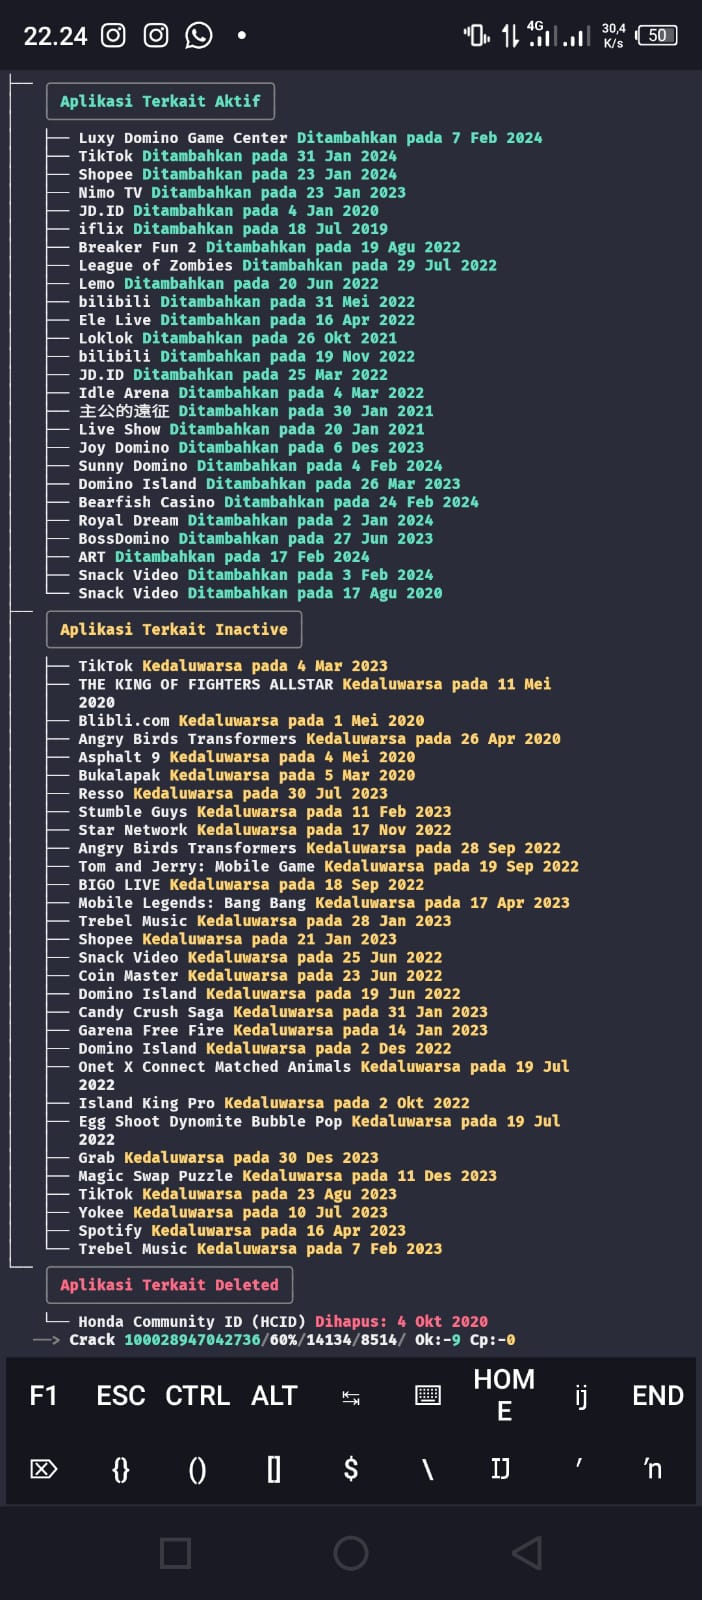 22.24
4G
30,4
K/s
50
Aplikasi Terkait Aktif
Luxy Domino Game Center Ditambahkan pada 7 Feb 2024
TikTok Ditambahkan pada 31 Jan 2024
Shopee Ditambahkan pada 23 Jan 2024
Nimo TV Ditambahkan pada 23 Jan 2023
JD.ID Ditambahkan pada 4 Jan 2020
iflix Ditambahkan pada 18 Jul 2019
Breaker Fun 2 Ditambahkan pada 19 Agu 2022
League of Zombies Ditambahkan pada 29 Jul 2022
Lemo Ditambahkan pada 20 Jun 2022
bilibili Ditambahkan pada 31 Mei 2022
Ele Live Ditambahkan pada 16 Apr 2022
Loklok Ditambahkan pada 26 Okt 2021
bilibili Ditambahkan pada 19 Nov 2022
JD.ID Ditambahkan pada 25 Mar 2022
Idle Arena Ditambahkan pada 4 Mar 2022
主公的遠征 Ditambahkan pada 30 Jan 2021
Live Show Ditambahkan pada 20 Jan 2021
Joy Domino Ditambahkan pada 6 Des 2023
Sunny Domino Ditambahkan pada 4 Feb 2024
Domino Island Ditambahkan pada 26 Mar 2023
Bearfish Casino Ditambahkan pada 24 Feb 2024
Royal Dream Ditambahkan pada 2 Jan 2024
BossDomino Ditambahkan pada 27 Jun 2023
ART Ditambahkan pada 17 Feb 2024
Snack Video Ditambahkan pada 3 Feb 2024
Snack Video Ditambahkan pada 17 Agu 2020
Aplikasi Terkait Inactive
TikTok Kedaluwarsa pada 4 Mar 2023
THE KING OF FIGHTERS ALLSTAR Kedaluwarsa pada 11 Mei
2020
Blibli.com Kedaluwarsa pada 1 Mei 2020
Angry Birds Transformers Kedaluwarsa pada 26 Apr 2020
Asphalt 9 Kedaluwarsa pada 4 Mei 2020
Bukalapak Kedaluwarsa pada 5 Mar 2020
Resso Kedaluwarsa pada 30 Jul 2023
Stumble Guys Kedaluwarsa pada 11 Feb 2023
Star Network Kedaluwarsa pada 17 Nov 2022
Angry Birds Transformers Kedaluwarsa pada 28 Sep 2022
Tom and Jerry: Mobile Game Kedaluwarsa pada 19 Sep 2022
BIGO LIVE Kedaluwarsa pada 18 Sep 2022
Mobile Legends: Bang Bang Kedaluwarsa pada 17 Apr 2023
Trebel Music Kedaluwarsa pada 28 Jan 2023
Shopee Kedaluwarsa pada 21 Jan 2023
Snack Video Kedaluwarsa pada 25 Jun 2022
Coin Master Kedaluwarsa pada 23 Jun 2022
Domino Island Kedaluwarsa pada 19 Jun 2022
Candy Crush Saga Kedaluwarsa pada 31 Jan 2023
Garena Free Fire Kedaluwarsa pada 14 Jan 2023
Domino Island Kedaluwarsa pada 2 Des 2022
Onet X Connect Matched Animals Kedaluwarsa pada 19 Jul
2022
Island King Pro Kedaluwarsa pada 2 Okt 2022
Egg Shoot Dynomite Bubble Pop Kedaluwarsa pada 19 Jul
2022
Grab Kedaluwarsa pada 30 Des 2023
Magic Swap Puzzle Kedaluwarsa pada 11 Des 2023
TikTok Kedaluwarsa pada 23 Agu 2023
Yokee Kedaluwarsa pada 10 Jul 2023
Spotify Kedaluwarsa pada 16 Apr 2023
Trebel Music Kedaluwarsa pada 7 Feb 2023
Aplikasi Terkait Deleted
Honda Community ID (HCID) Dihapus: 4 Okt 2020
──> Crack 100028947042736/60%/14134/8514/ Ok:-9 Cp:-0
F1 ESC CTRL ALT HOM
E ĳ END
{} () [] $ \ Ĳ ′ ŉ